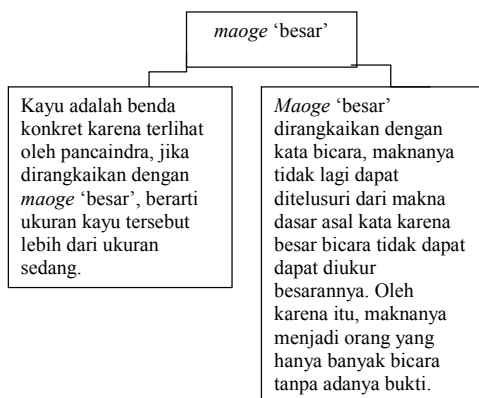 maoge ‘besar’
Kayu adalah benda
konkret karena terlihat
oleh pancaindra, jika
dirangkaikan dengan
maoge ‘besar’, berarti
ukuran kayu tersebut
lebih dari ukuran
sedang.
Maoge ‘besar’
dirangkaikan dengan
kata bicara, maknanya
tidak lagi dapat
ditelusuri dari makna
dasar asal kata karena
besar bicara tidak dapat
dapat diukur
besarannya. Oleh
karena itu, maknanya
menjadi orang yang
hanya banyak bicara
tanpa adanya bukti.